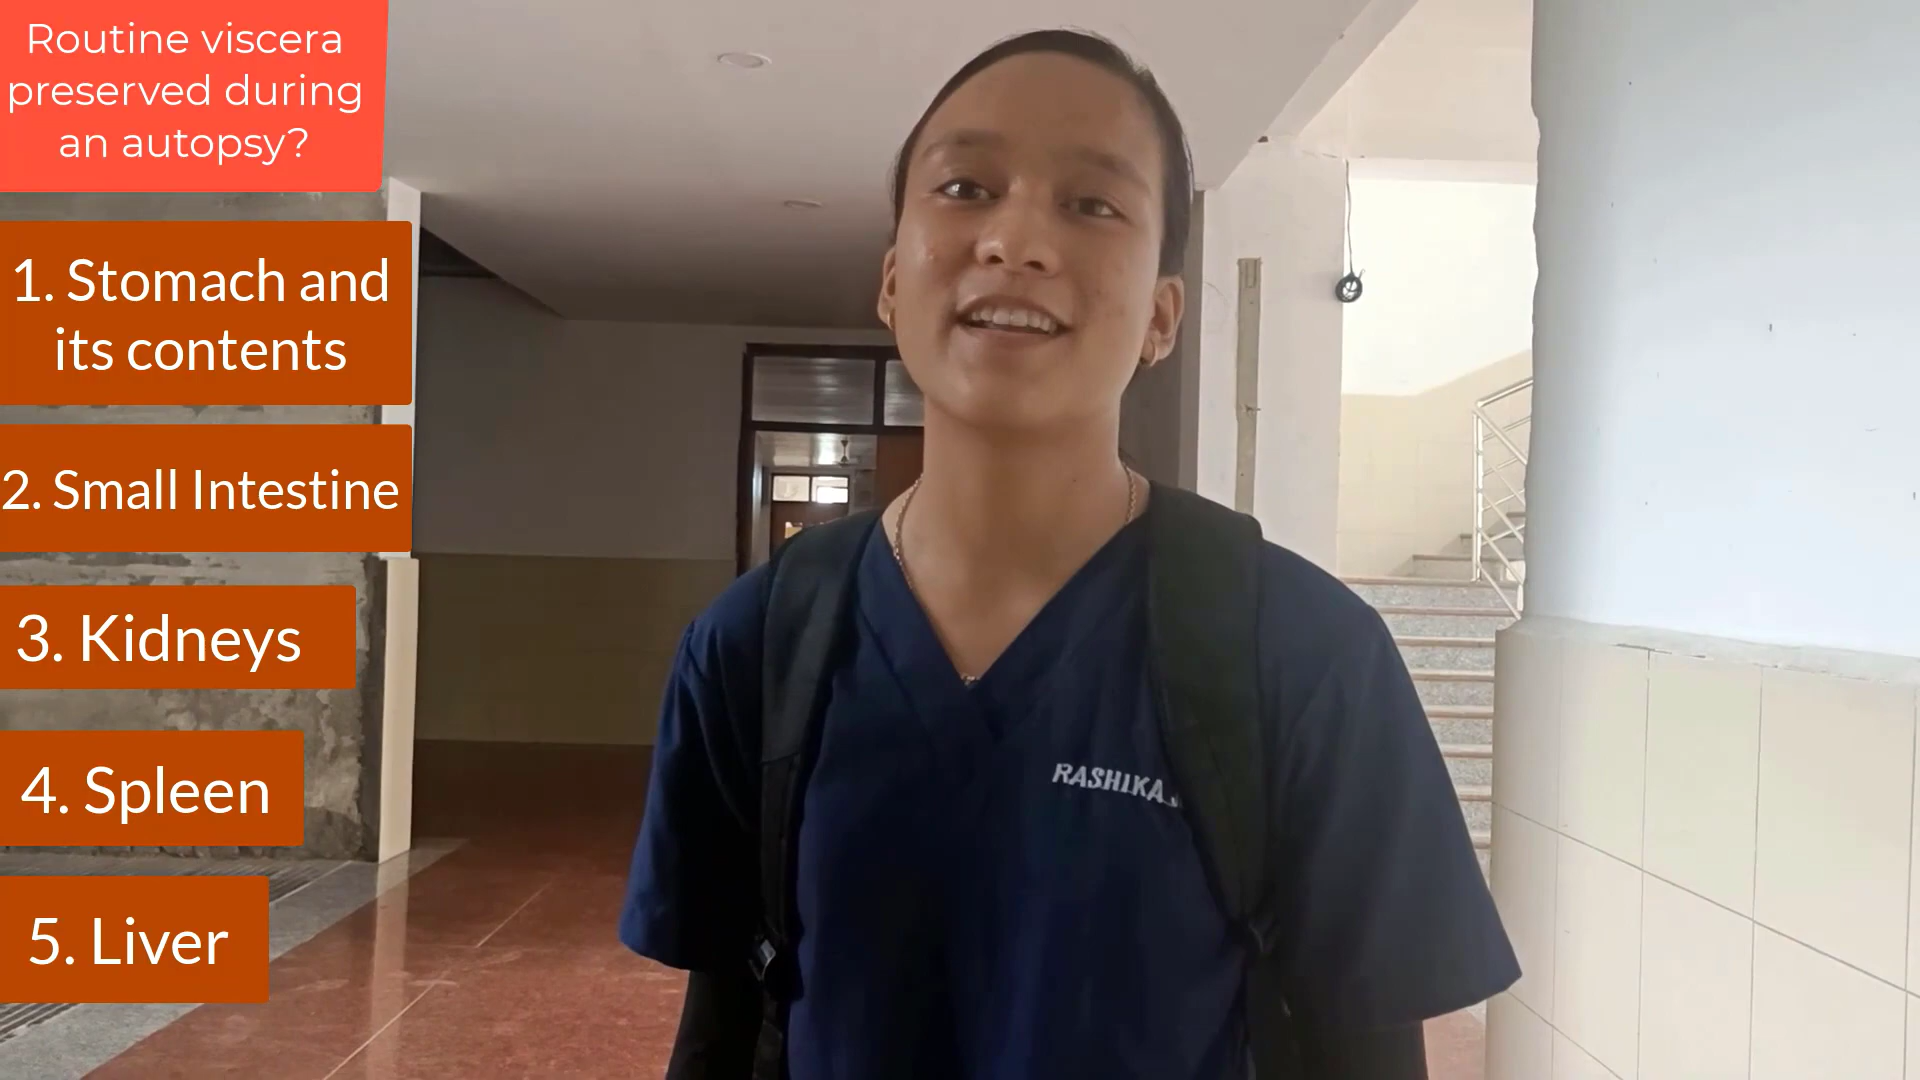 Routine viscera
preserved during
an autopsy?
1. Stomach and
its contents
2. Small Intestine
3. Kidneys
4. Spleen
5. Liver
RASHIKA